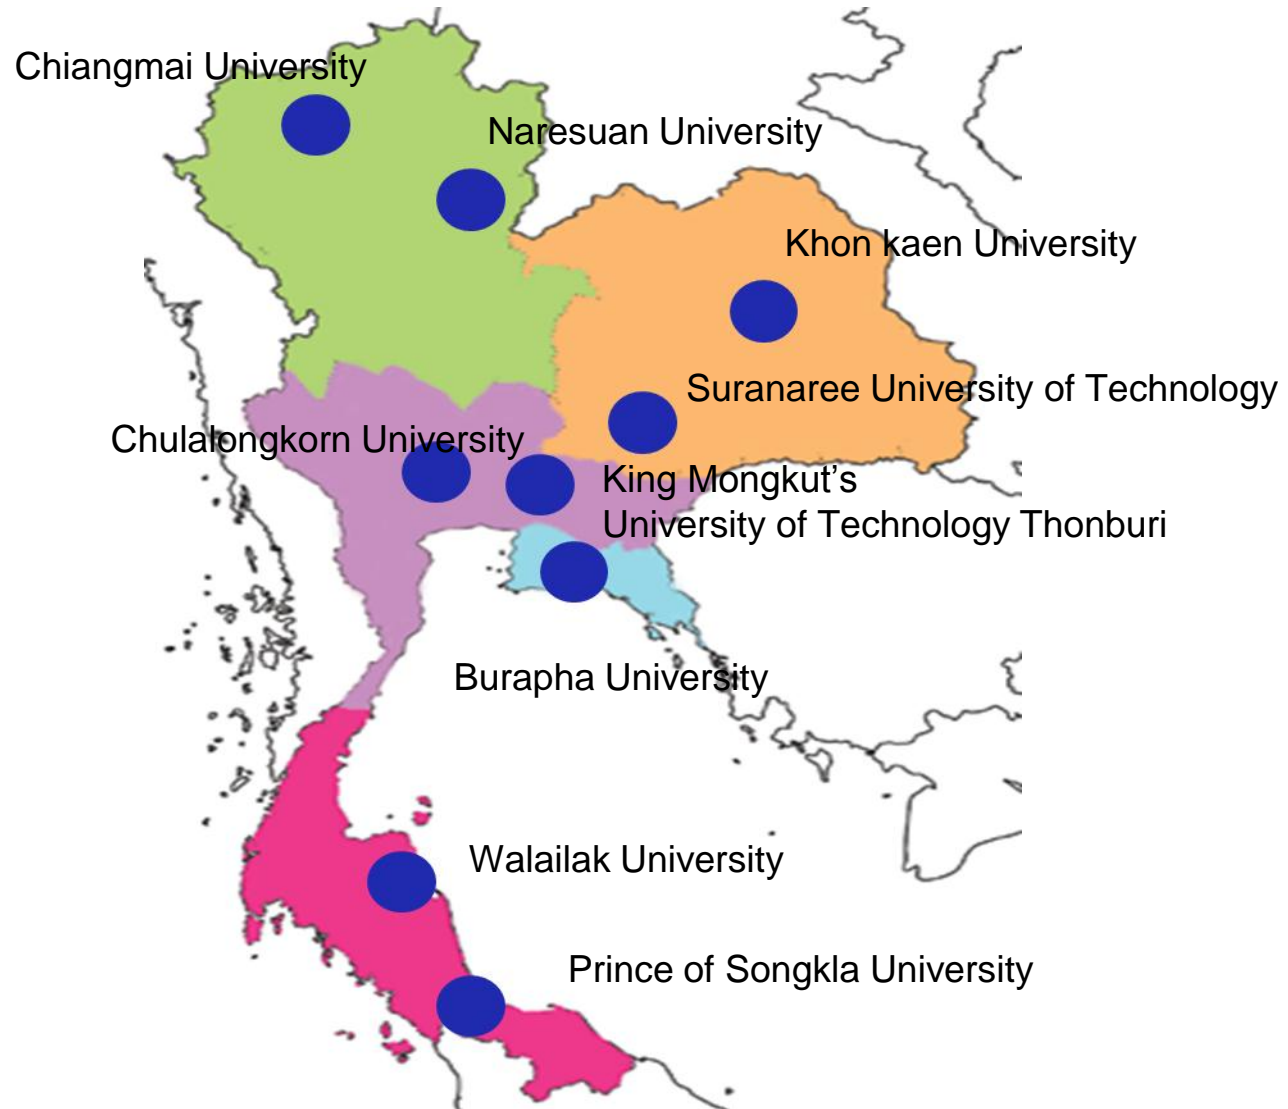 Chiangmai University
Naresuan University
Khon kaen University
Suranaree University of Technology
Chulalongkorn University
King Mongkut’s
University of Technology Thonburi
Burapha University
Walailak University
Prince of Songkla University